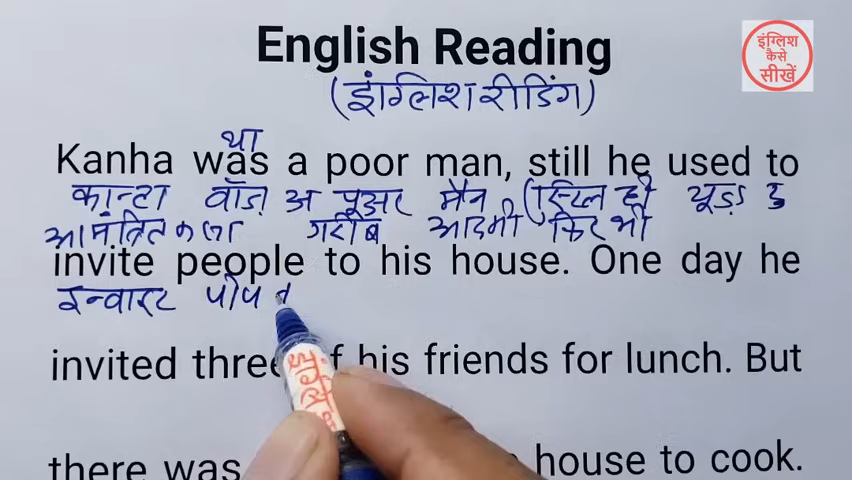 English Reading
इंग्लिश
कैसे
सीखें
(इंग्लिश रीडिंग)
था
Kanha was a poor man, still he used to
कान्हा वॉज़ अ पूअर मैन (स्टिल ही यूज़्ड टु
आमंत्रित करना गरीब आदमी फिर भी
invite people to his house. One day he
इन्वाइट पीप
invited three of his friends for lunch. But
there was house to cook.